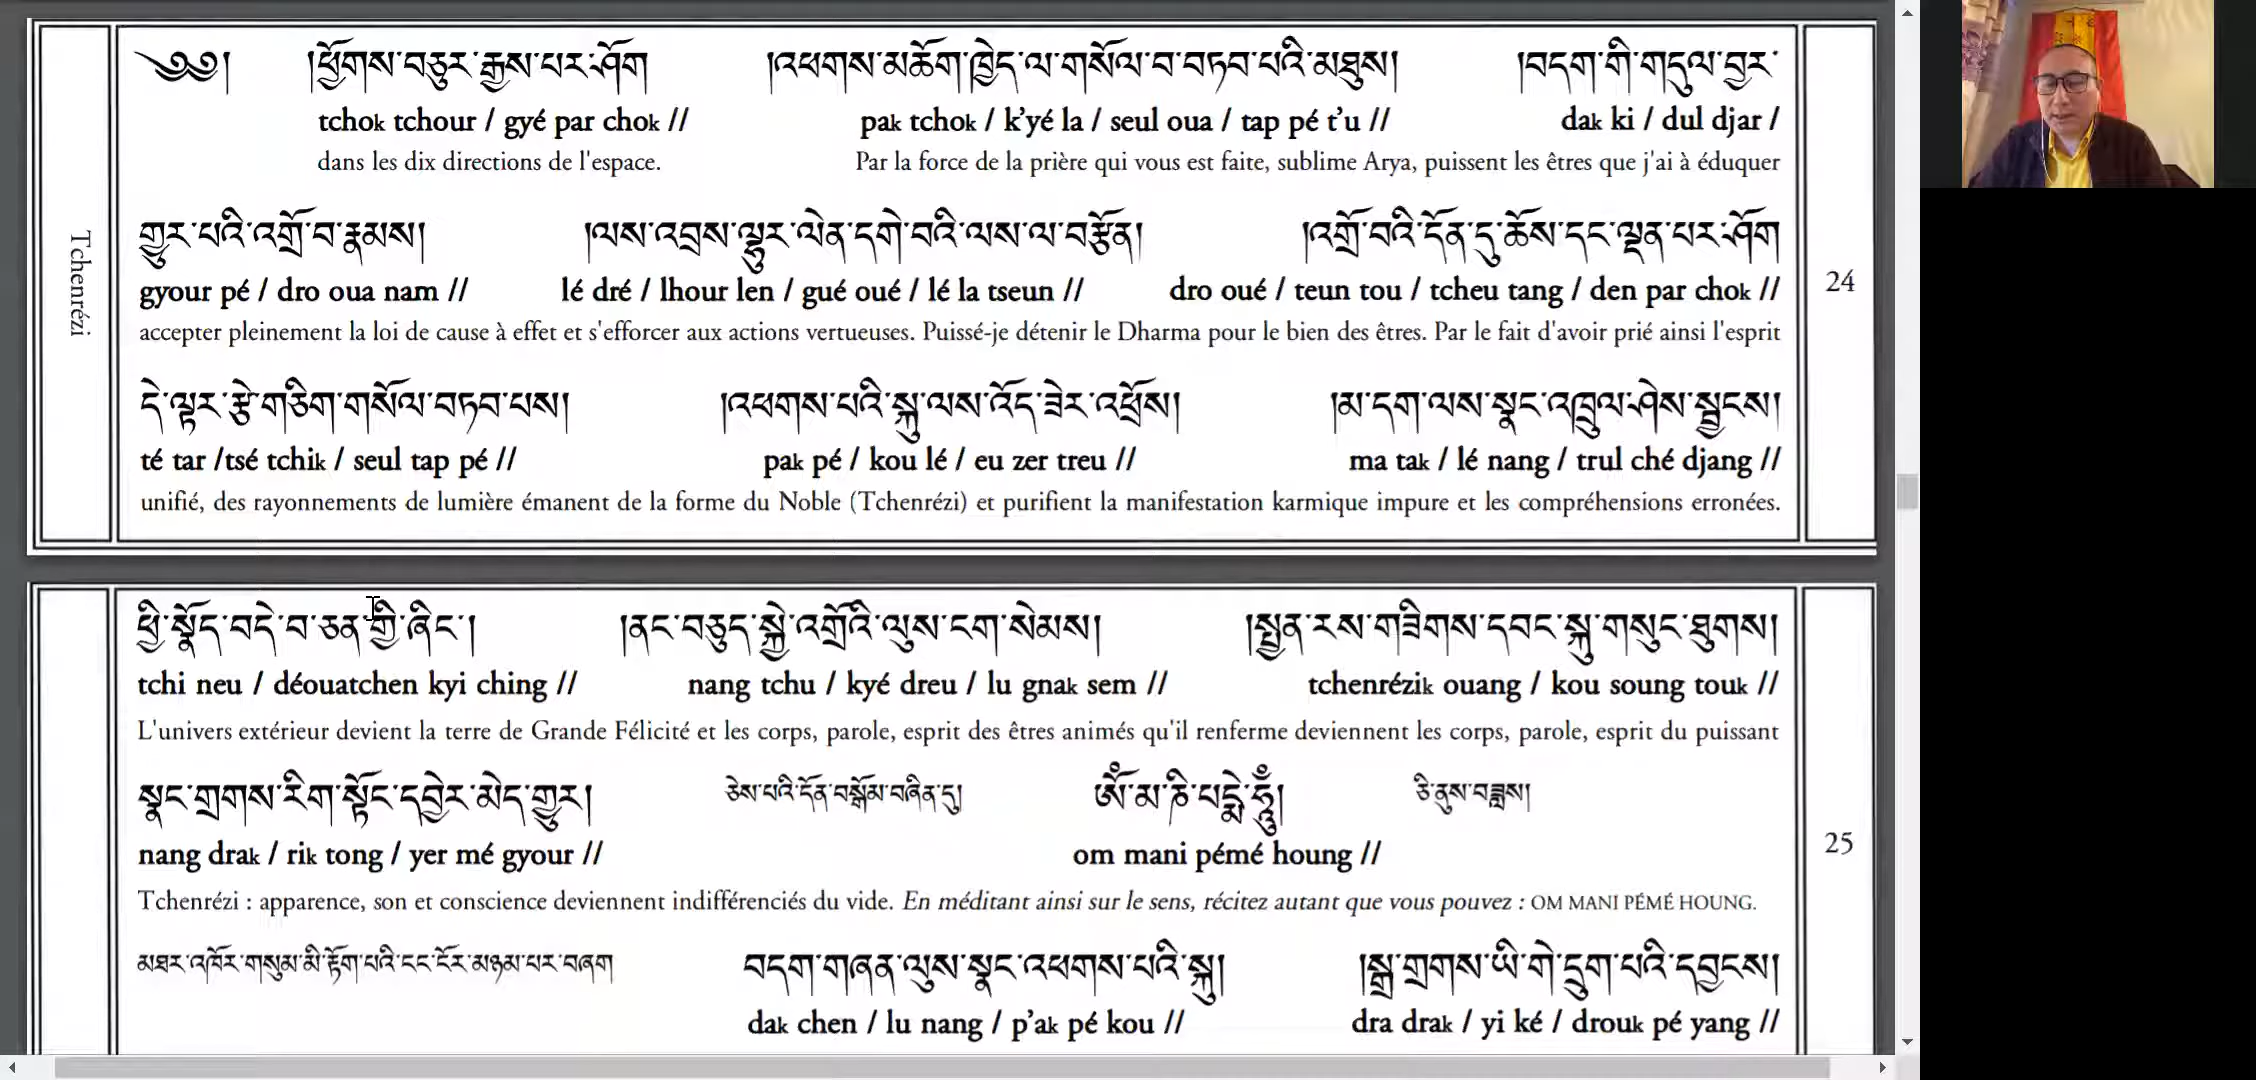 ༄༅། །ཕྱོགས་བཅུར་རྒྱས་པར་ཤོག །འཕགས་མཆོག་ཁྱེད་ལ་གསོལ་བ་བཏབ་པའི་མཐུས། །བདག་གི་གདུལ་བྱར་
tchok tchour / gyé par chok // pak tchok / k’yé la / seul oua / tap pé t’u // dak ki / dul djar /
dans les dix directions de l'espace. Par la force de la prière qui vous est faite, sublime Arya, puissent les êtres que j'ai à éduquer
Tchenrézi
གྱུར་པའི་འགྲོ་བ་རྣམས། །ལས་འབྲས་ལྷུར་ལེན་དགེ་བའི་ལས་ལ་བརྩོན། །འགྲོ་བའི་དོན་དུ་ཆོས་དང་ལྡན་པར་ཤོག
gyour pé / dro oua nam // lé dré / lhour len / gué oué / lé la tseun // dro oué / teun tou / tcheu tang / den par chok //
24
accepter pleinement la loi de cause à effet et s'efforcer aux actions vertueuses. Puissé-je détenir le Dharma pour le bien des êtres. Par le fait d'avoir prié ainsi l'esprit
དེ་ལྟར་རྩེ་གཅིག་གསོལ་བཏབ་པས། །འཕགས་པའི་སྐུ་ལས་འོད་ཟེར་འཕྲོས། །མ་དག་ལས་སྣང་འཁྲུལ་ཤེས་སྦྱངས།
té tar /tsé tchik / seul tap pé // pak pé / kou lé / eu zer treu // ma tak / lé nang / trul ché djang //
unifié, des rayonnements de lumière émanent de la forme du Noble (Tchenrézi) et purifient la manifestation karmique impure et les compréhensions erronées.
ཕྱི་སྣོད་བདེ་བ་ཅན་གྱི་ཞིང་། །ནང་བཅུད་སྐྱེ་འགྲོའི་ལུས་ངག་སེམས། །སྤྱན་རས་གཟིགས་དབང་སྐུ་གསུང་ཐུགས།
tchi neu / déouatchen kyi ching // nang tchu / kyé dreu / lu gnak sem // tchenrézik ouang / kou soung touk //
L'univers extérieur devient la terre de Grande Félicité et les corps, parole, esprit des êtres animés qu'il renferme deviennent les corps, parole, esprit du puissant
སྣང་གྲགས་རིག་སྟོང་དབྱེར་མེད་གྱུར། ཅེས་པའི་དོན་བསྒོམ་བཞིན་དུ། ཨོཾ་མ་ཎི་པདྨེ་ཧཱུྃ། ཅི་ནུས་བཟླས།
nang drak / rik tong / yer mé gyour // om mani pémé houng //
25
Tchenrézi : apparence, son et conscience deviennent indifférenciés du vide. En méditant ainsi sur le sens, récitez autant que vous pouvez : OM MANI PÉMÉ HOUNG.
མཐར་འཁོར་གསུམ་མི་རྟོག་པའི་ངང་ངོར་མཉམ་པར་བཞག བདག་གཞན་ལུས་སྣང་འཕགས་པའི་སྐུ། །སྒྲ་གྲགས་ཡི་གེ་དྲུག་པའི་དབྱངས།
dak chen / lu nang / p’ak pé kou // dra drak / yi ké / drouk pé yang //